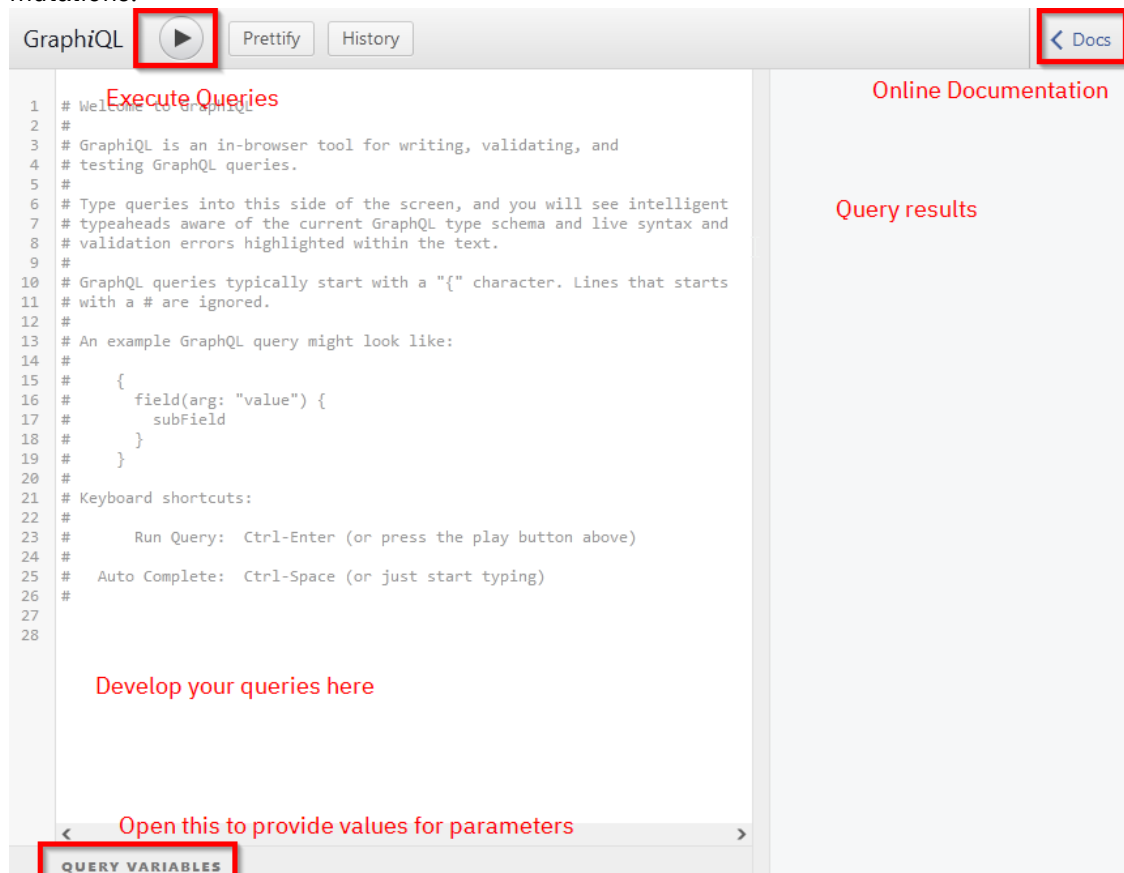 mutations.
GraphiQL Prettify History Docs
Execute Queries
Online Documentation
1 # Welcome to GraphiQL
2 #
3 # GraphiQL is an in-browser tool for writing, validating, and
4 # testing GraphQL queries.
5 #
6 # Type queries into this side of the screen, and you will see intelligent
7 # typeaheads aware of the current GraphQL type schema and live syntax and
8 # validation errors highlighted within the text.
Query results
9 #
10 # GraphQL queries typically start with a "{" character. Lines that starts
11 # with a # are ignored.
12 #
13 # An example GraphQL query might look like:
14 #
15 #     {
16 #       field(arg: "value") {
17 #         subField
18 #       }
19 #     }
20 #
21 # Keyboard shortcuts:
22 #
23 #       Run Query:  Ctrl-Enter (or press the play button above)
24 #
25 #   Auto Complete:  Ctrl-Space (or just start typing)
26 #
27
28
Develop your queries here
Open this to provide values for parameters
QUERY VARIABLES